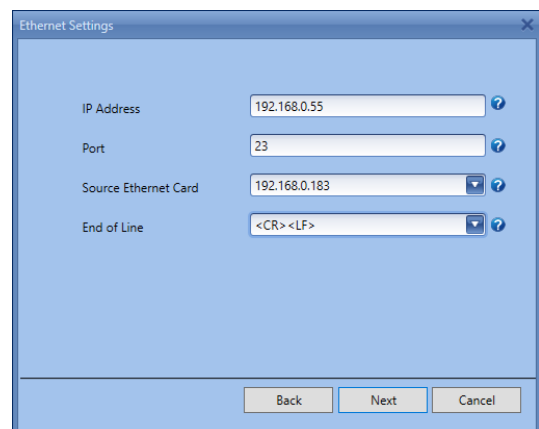 Ethernet Settings
IP Address 192.168.0.55
Port 23
Source Ethernet Card 192.168.0.183
End of Line <CR><LF>
Back Next Cancel